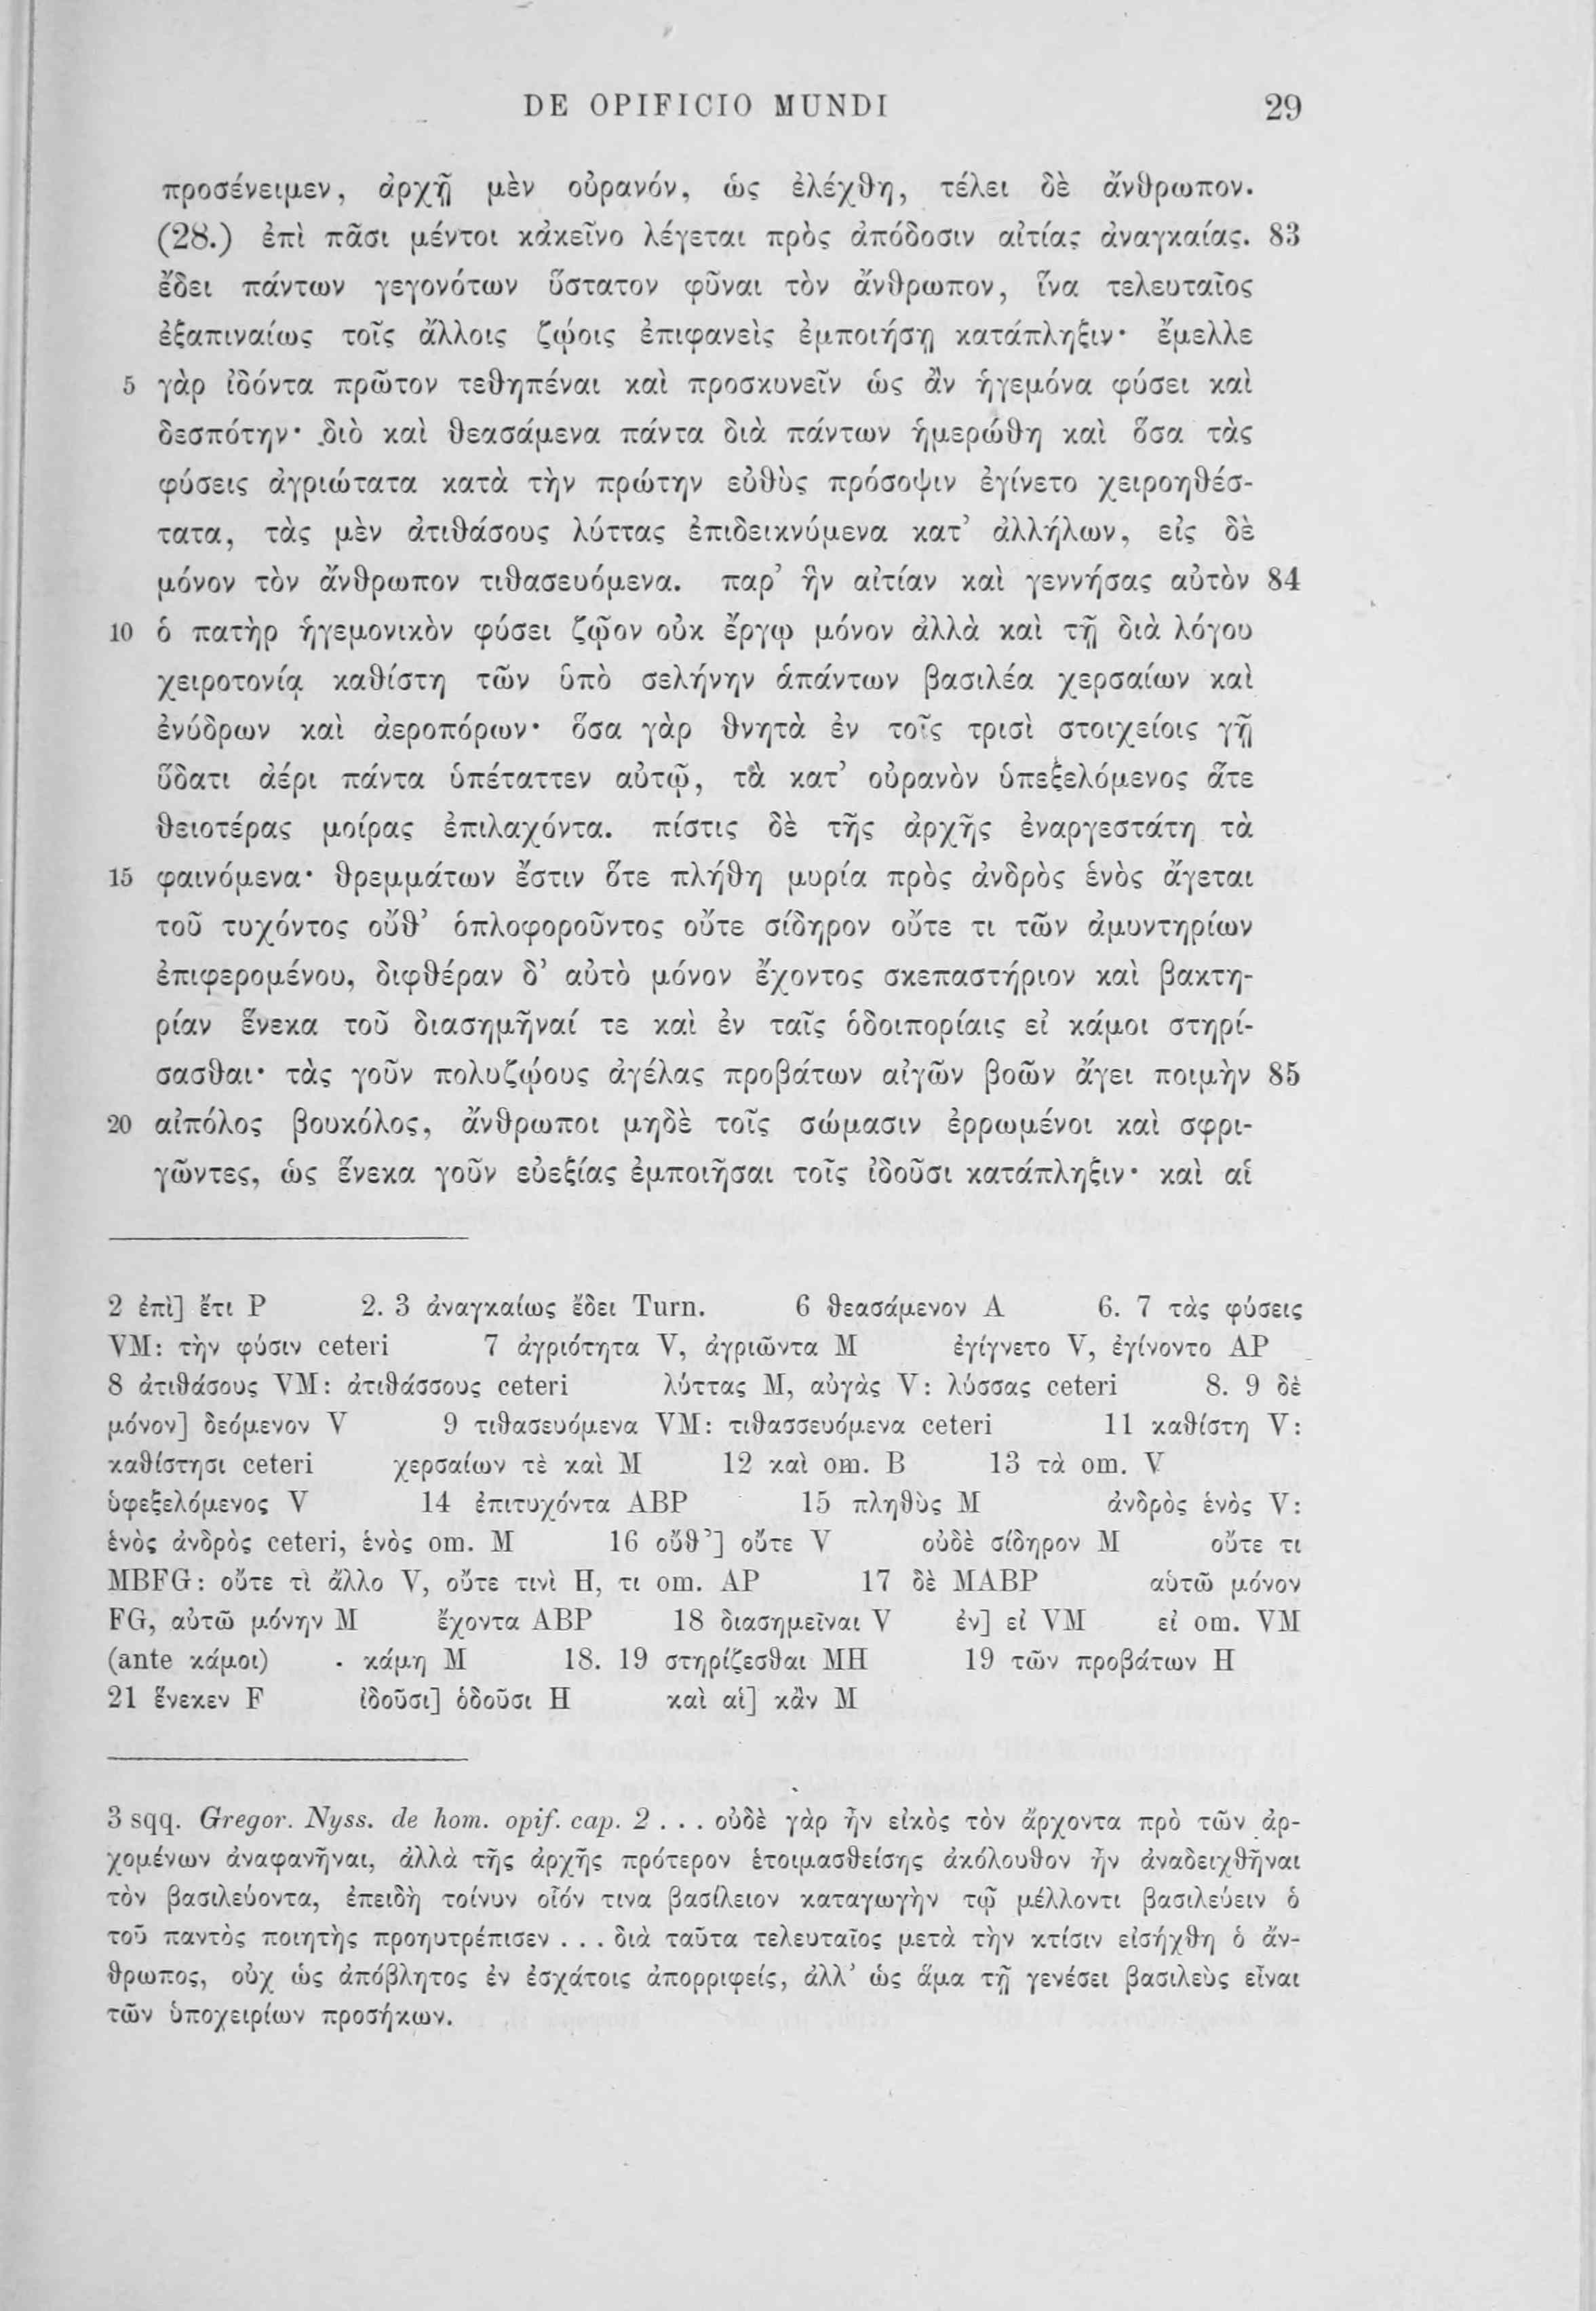 DE OPIFICIO MUNDI 29
προσένειμεν, ἀρχῇ μὲν οὐρανόν, ὡς ἐλέχθη, τέλει δὲ ἄνθρωπον.
(28.) ἐπὶ πᾶσι μέντοι κἀκεῖνο λέγεται πρὸς ἀπόδοσιν αἰτίας ἀναγκαίας. 83
ἔδει πάντων γεγονότων ὕστατον φῦναι τὸν ἄνθρωπον, ἵνα τελευταῖος
ἐξαπιναίως τοῖς ἄλλοις ζῴοις ἐπιφανεὶς ἐμποιήσῃ κατάπληξιν· ἔμελλε
5 γὰρ ἰδόντα πρῶτον τεθηπέναι καὶ προσκυνεῖν ὡς ἂν ἡγεμόνα φύσει καὶ
δεσπότην· διὸ καὶ θεασάμενα πάντα διὰ πάντων ἡμερώθη καὶ ὅσα τὰς
φύσεις ἀγριώτατα κατὰ τὴν πρώτην εὐθὺς πρόσοψιν ἐγίνετο χειροηθέσ-
τατα, τὰς μὲν ἀτιθάσους λύττας ἐπιδεικνύμενα κατ’ ἀλλήλων, εἰς δὲ
μόνον τὸν ἄνθρωπον τιθασευόμενα. παρ’ ἣν αἰτίαν καὶ γεννήσας αὐτὸν 84
10 ὁ πατὴρ ἡγεμονικὸν φύσει ζῷον οὐκ ἔργῳ μόνον ἀλλὰ καὶ τῇ διὰ λόγου
χειροτονίᾳ καθίστη τῶν ὑπὸ σελήνην ἁπάντων βασιλέα χερσαίων καὶ
ἐνύδρων καὶ ἀεροπόρων· ὅσα γὰρ θνητὰ ἐν τοῖς τρισὶ στοιχείοις γῇ
ὕδατι ἀέρι πάντα ὑπέταττεν αὐτῷ, τὰ κατ’ οὐρανὸν ὑπεξελόμενος ἅτε
θειοτέρας μοίρας ἐπιλαχόντα. πίστις δὲ τῆς ἀρχῆς ἐναργεστάτη τὰ
15 φαινόμενα· θρεμμάτων ἔστιν ὅτε πλήθη μυρία πρὸς ἀνδρὸς ἑνὸς ἄγεται
τοῦ τυχόντος οὔθ’ ὁπλοφοροῦντος οὔτε σίδηρον οὔτε τι τῶν ἀμυντηρίων
ἐπιφερομένου, διφθέραν δ’ αὐτὸ μόνον ἔχοντος σκεπαστήριον καὶ βακτη-
ρίαν ἕνεκα τοῦ διασημῆναί τε καὶ ἐν ταῖς ὁδοιπορίαις εἰ κάμοι στηρί-
σασθαι· τὰς γοῦν πολυζῴους ἀγέλας προβάτων αἰγῶν βοῶν ἄγει ποιμὴν 85
20 αἰπόλος βουκόλος, ἄνθρωποι μηδὲ τοῖς σώμασιν ἐρρωμένοι καὶ σφρι-
γῶντες, ὡς ἕνεκα γοῦν εὐεξίας ἐμποιῆσαι τοῖς ἰδοῦσι κατάπληξιν· καὶ αἱ
2 ἐπὶ] ἔτι P 2. 3 ἀναγκαίως ἔδει Turn. 6 θεασάμενον A 6. 7 τὰς φύσεις
VM: τὴν φύσιν ceteri 7 ἀγριότητα V, ἀγριῶντα M ἐγίγνετο V, ἐγίνοντο AP
8 ἀτιθάσους VM: ἀτιθάσσους ceteri λύττας M, αὐγὰς V: λύσσας ceteri 8. 9 δὲ
μόνον] δεόμενον V 9 τιθασευόμενα VM: τιθασσευόμενα ceteri 11 καθίστη V:
καθίστησι ceteri χερσαίων τὲ καὶ M 12 καὶ om. B 13 τὰ om. V
ὑφεξελόμενος V 14 ἐπιτυχόντα ABP 15 πληθὺς M ἀνδρὸς ἑνὸς V:
ἑνὸς ἀνδρὸς ceteri, ἑνὸς om. M 16 οὔθ’] οὔτε V οὐδὲ σίδηρον M οὔτε τι
MBFG: οὔτε τὶ ἄλλο V, οὔτε τινὶ H, τι om. AP 17 δὲ MABP αὐτῶ μόνον
FG, αὐτῶ μόνην M ἔχοντα ABP 18 διασημεῖναι V ἐν] εἰ VM εἰ om. VM
(ante κάμοι) κάμη M 18. 19 στηρίζεσθαι MH 19 τῶν προβάτων H
21 ἕνεκεν F ἰδοῦσι] ὁδοῦσι H καὶ αἱ] κἂν M
3 sqq. Gregor. Nyss. de hom. opif. cap. 2 . . . οὐδὲ γὰρ ἦν εἰκὸς τὸν ἄρχοντα πρὸ τῶν ἀρ-
χομένων ἀναφανῆναι, ἀλλὰ τῆς ἀρχῆς πρότερον ἑτοιμασθείσης ἀκόλουθον ἦν ἀναδειχθῆναι
τὸν βασιλεύοντα, ἐπειδὴ τοίνυν οἷόν τινα βασίλειον καταγωγὴν τῷ μέλλοντι βασιλεύειν ὁ
τοῦ παντὸς ποιητὴς προηυτρέπισεν . . . διὰ ταῦτα τελευταῖος μετὰ τὴν κτίσιν εἰσήχθη ὁ ἄν-
θρωπος, οὐχ ὡς ἀπόβλητος ἐν ἐσχάτοις ἀπορριφείς, ἀλλ’ ὡς ἅμα τῇ γενέσει βασιλεὺς εἶναι
τῶν ὑποχειρίων προσήκων.